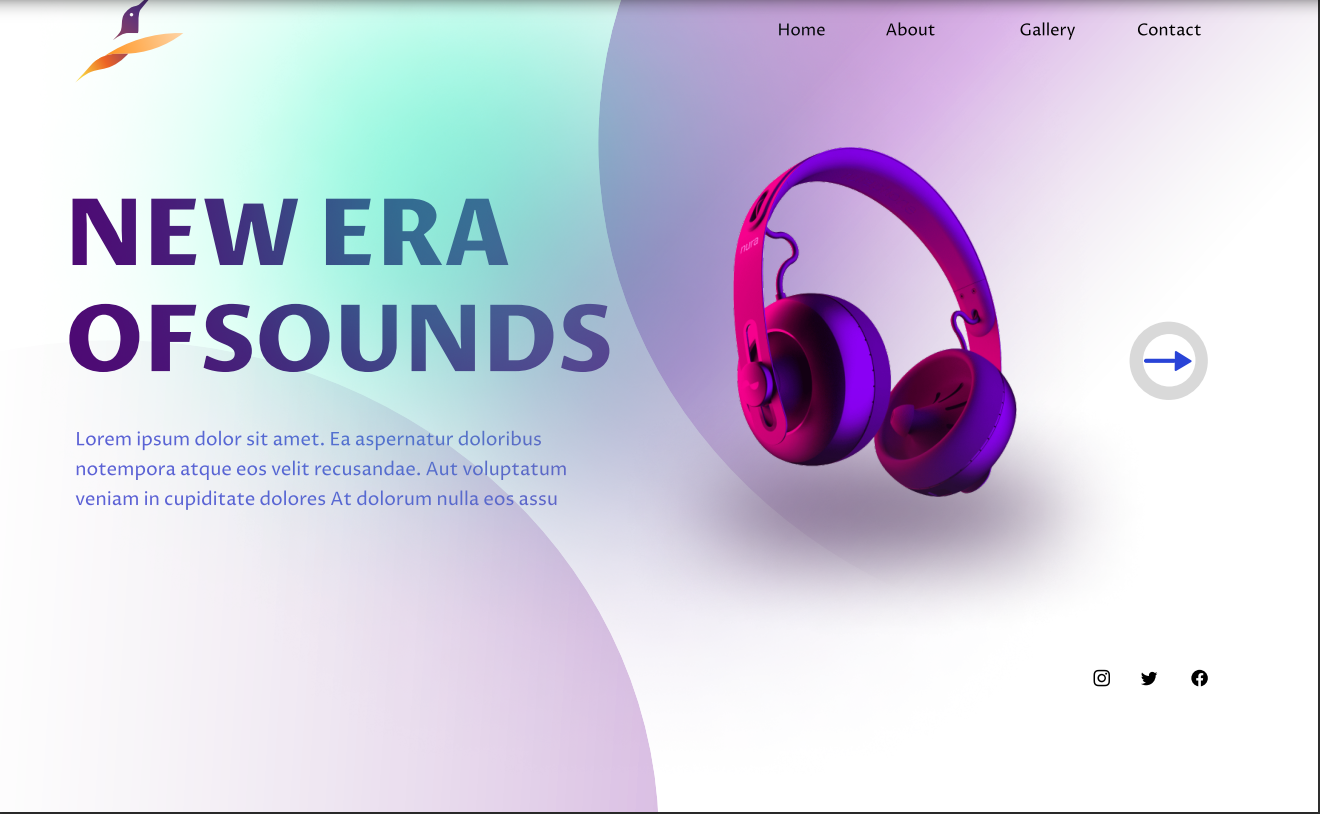 Home About Gallery Contact
NEW ERA
OFSOUNDS
nura
Lorem ipsum dolor sit amet. Ea aspernatur doloribus
notempora atque eos velit recusandae. Aut voluptatum
veniam in cupiditate dolores At dolorum nulla eos assu